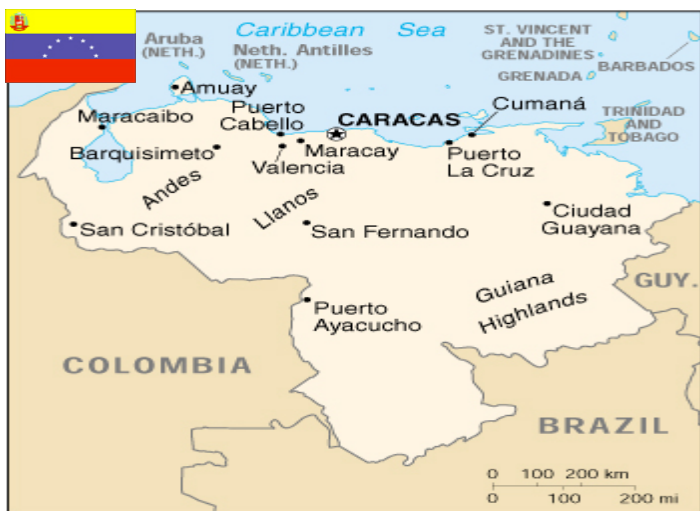 Caribbean Sea
Aruba
(NETH.)
Neth. Antilles
(NETH.)
ST. VINCENT
AND THE
GRENADINES
GRENADA
BARBADOS
TRINIDAD
AND
TOBAGO
Amuay
Maracaibo
Puerto
Cabello
CARACAS
Cumaná
Barquisimeto
Valencia
Maracay
Puerto
La Cruz
Andes
Llanos
San Cristóbal
San Fernando
Ciudad
Guayana
Guiana
Highlands
GUY.
Puerto
Ayacucho
COLOMBIA
BRAZIL
0 100 200 km
0 100 200 mi